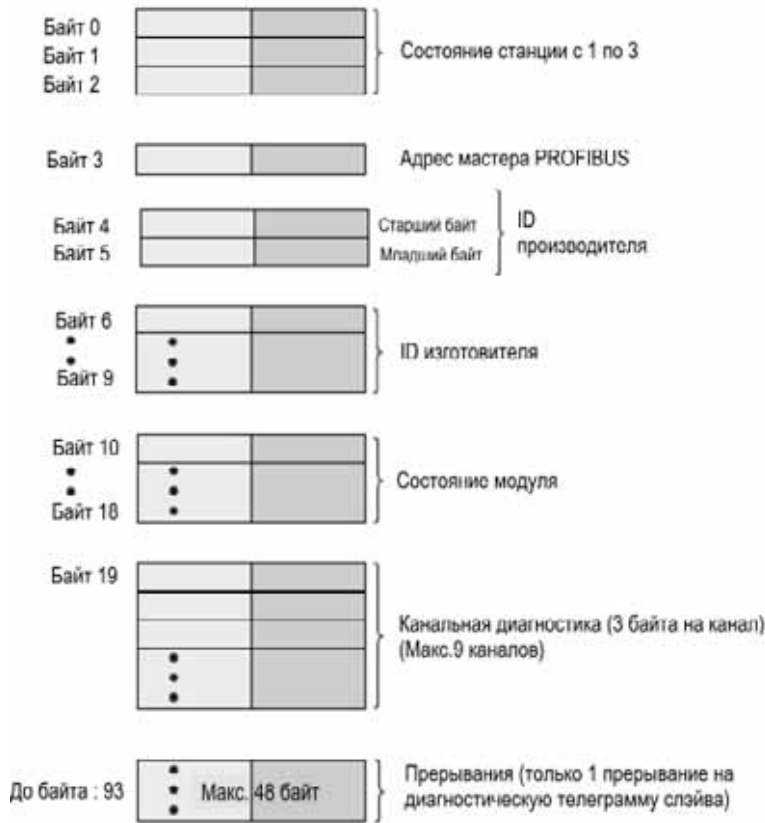 Байт 0
Байт 1
Байт 2
Состояние станции с 1 по 3
Байт 3
Адрес мастера PROFIBUS
Байт 4
Байт 5
Старший байт
Младший байт
ID
производителя
Байт 6
Байт 9
ID изготовителя
Байт 10
Байт 18
Состояние модуля
Байт 19
Канальная диагностика (3 байта на канал)
(Макс.9 каналов)
До байта : 93
Макс. 48 байт
Прерывания (только 1 прерывание на
диагностическую телеграмму слэйва)